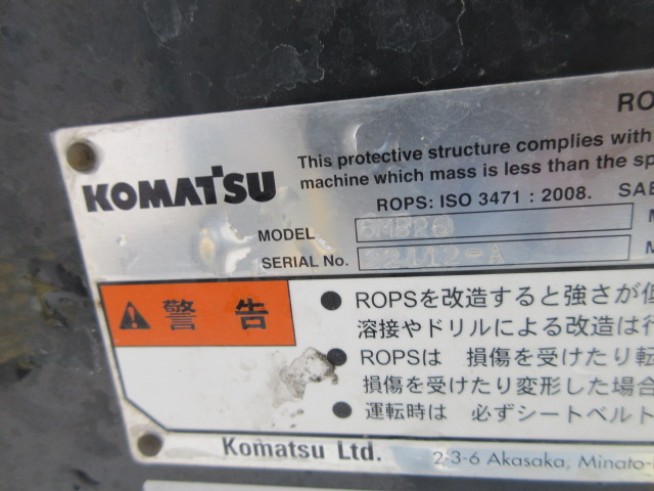 RO
This protective structure complies with
KOMATSU
machine which mass is less than the sp
ROPS: ISO 3471 : 2008. SAE
MODEL
SERIAL No.
警告
● ROPSを改造すると強さが低
溶接やドリルによる改造は行
● ROPSは 損傷を受けたり転
損傷を受けたり変形した場合
● 運転時は 必ずシートベルト
Komatsu Ltd. 2-3-6 Akasaka, Minato-